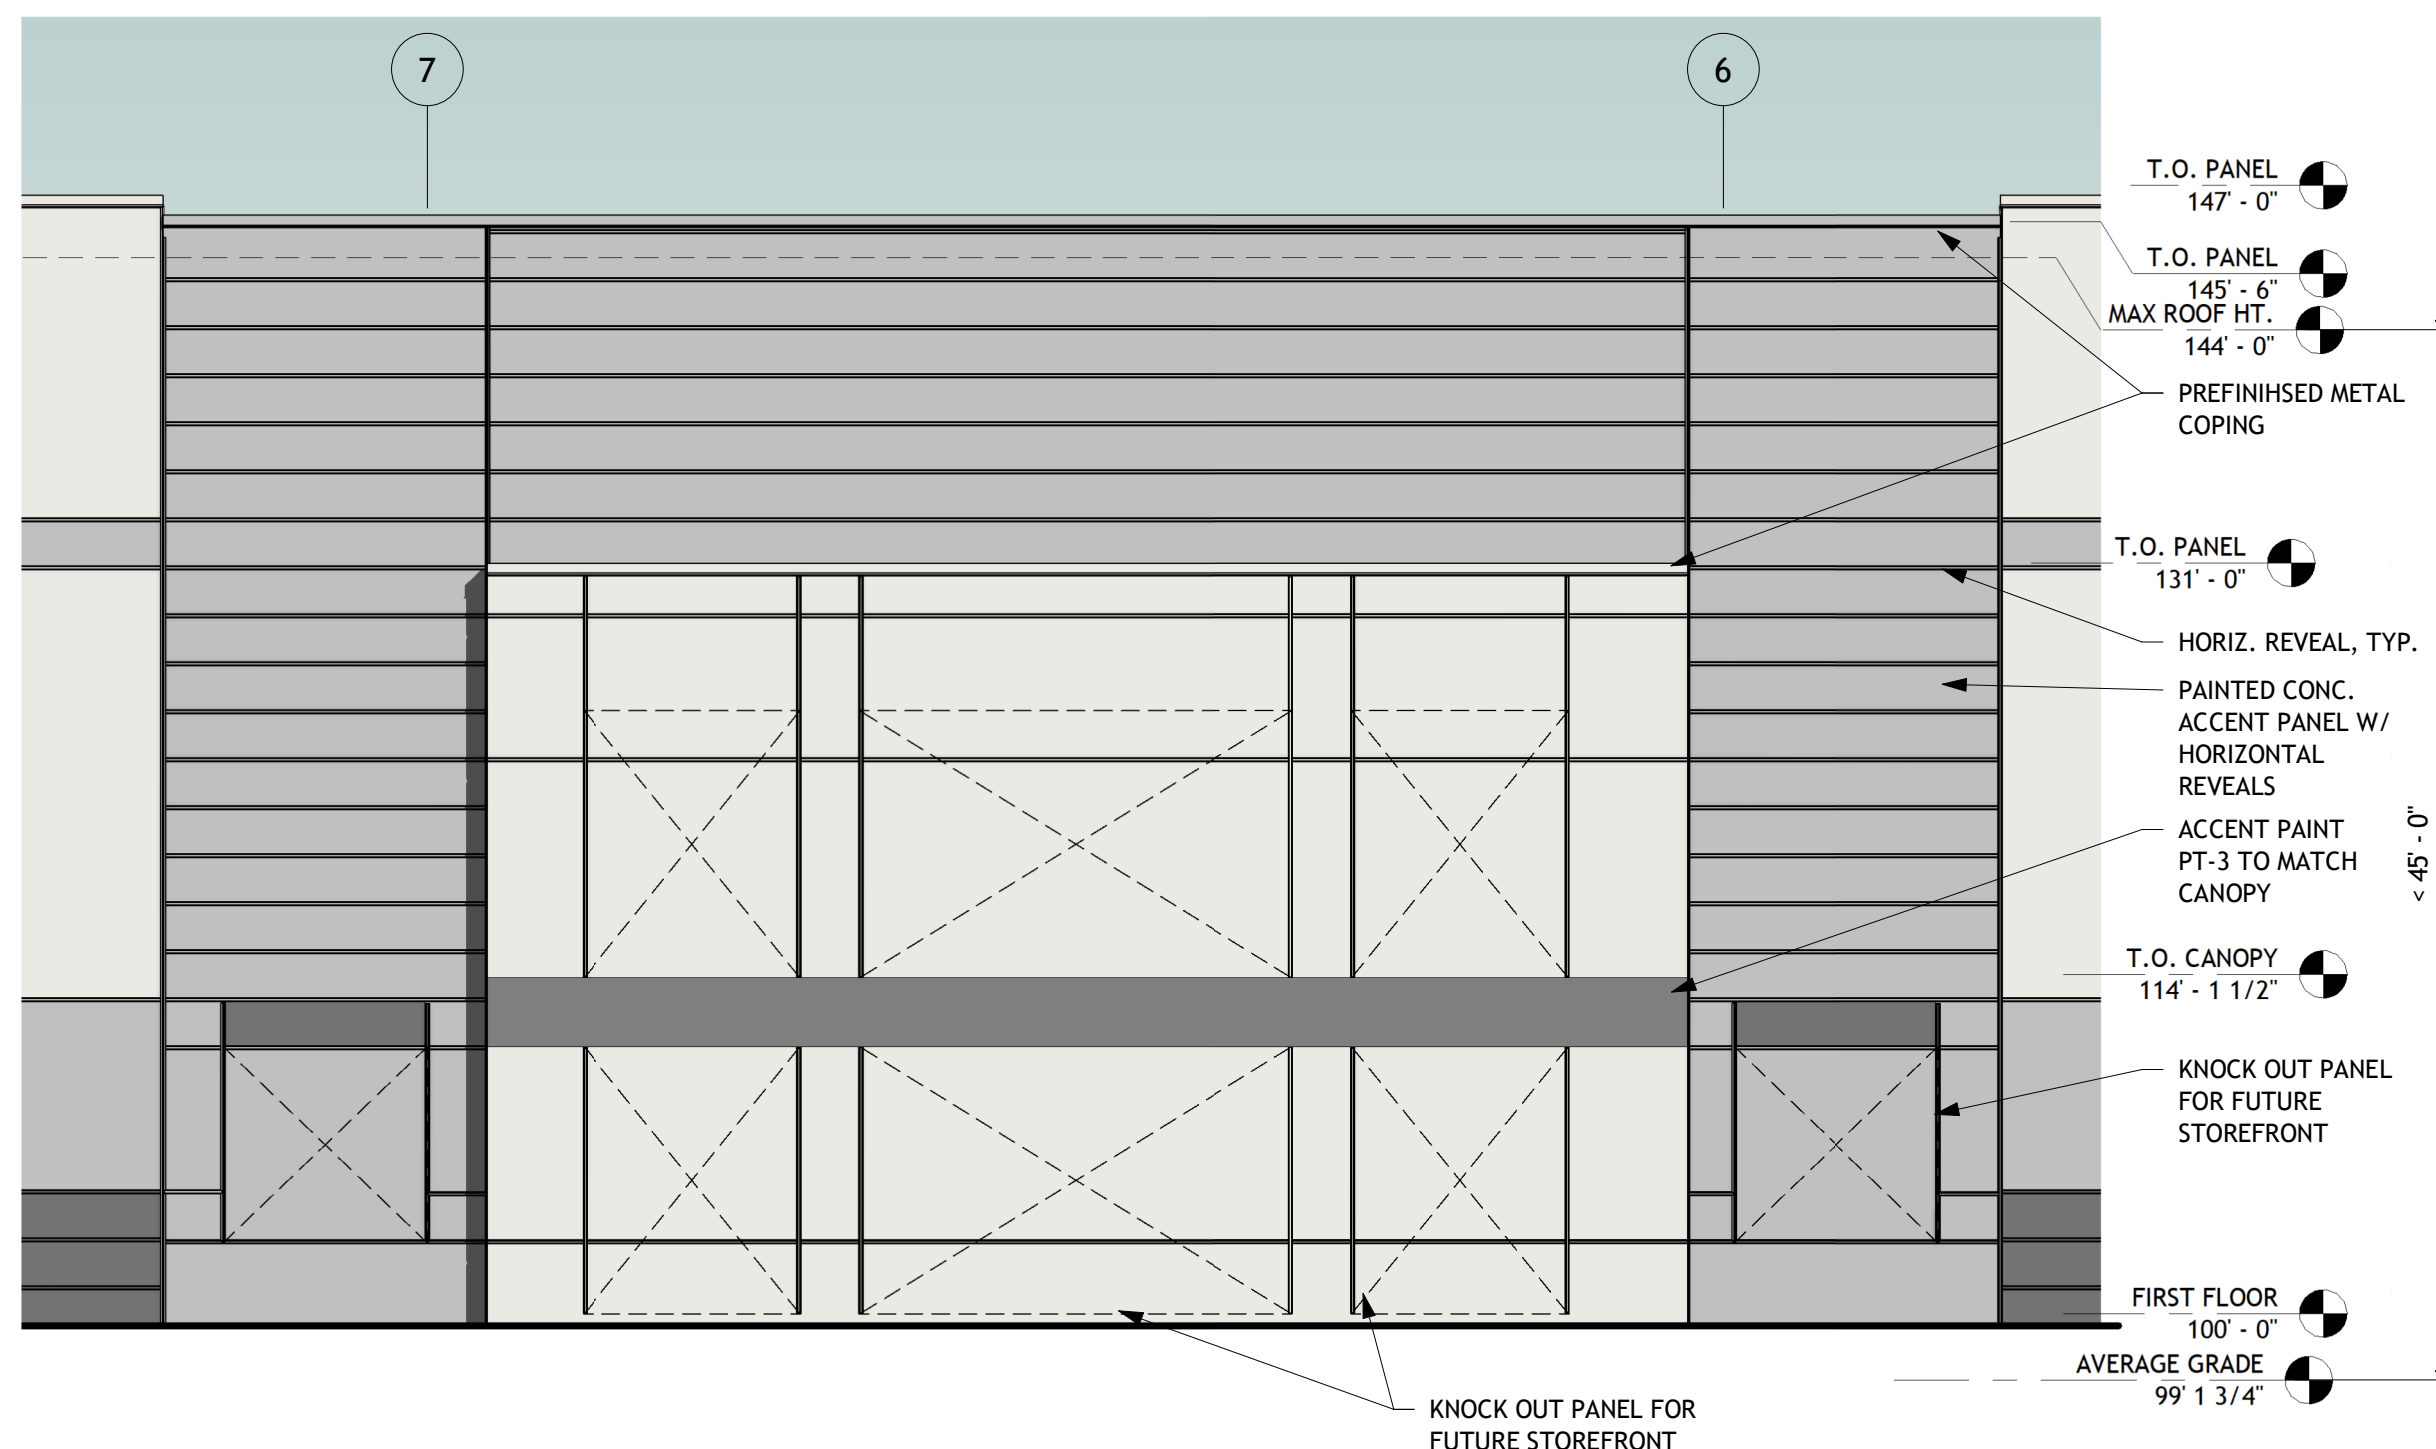 7
6
T.O. PANEL
147' - 0"
T.O. PANEL
145' - 6"
MAX ROOF HT.
144' - 0"
PREFINIHSED METAL
COPING
T.O. PANEL
131' - 0"
HORIZ. REVEAL, TYP.
PAINTED CONC.
ACCENT PANEL W/
HORIZONTAL
REVEALS
ACCENT PAINT
PT-3 TO MATCH
CANOPY
< 45' - 0"
T.O. CANOPY
114' - 1 1/2"
KNOCK OUT PANEL
FOR FUTURE
STOREFRONT
FIRST FLOOR
100' - 0"
AVERAGE GRADE
99' 1 3/4"
KNOCK OUT PANEL FOR
FUTURE STOREFRONT